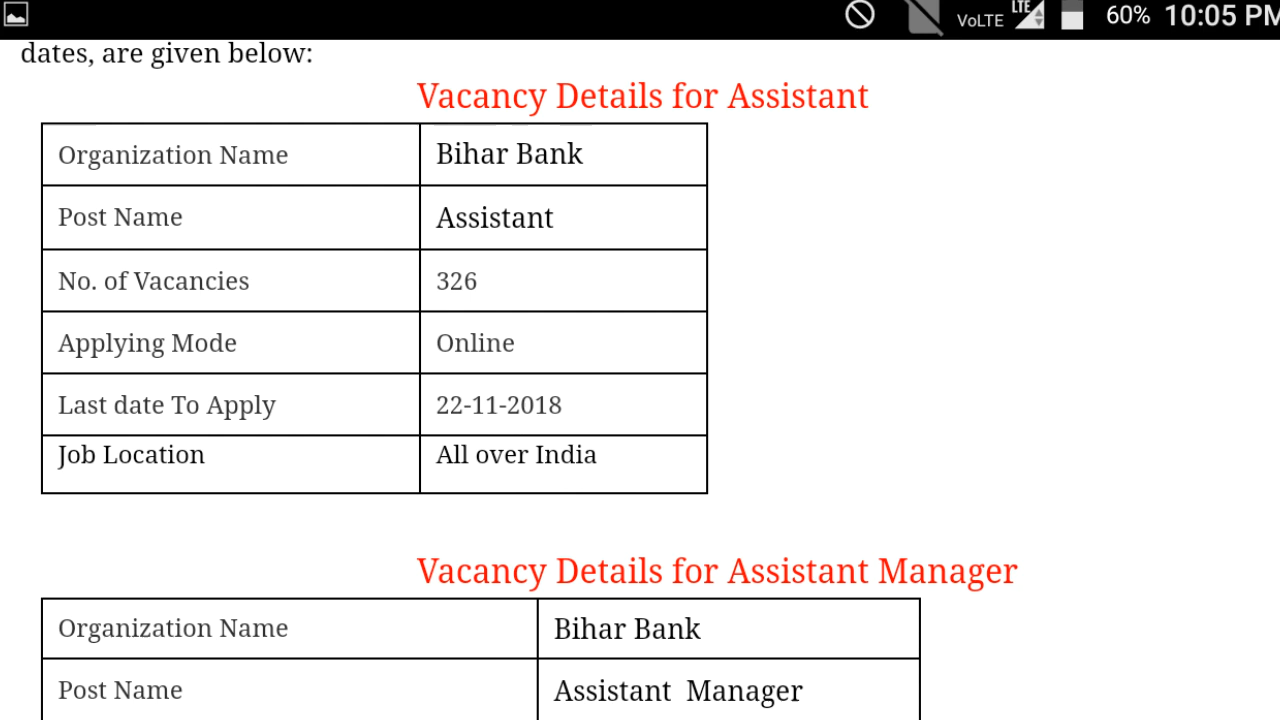 VoLTE LTE 60% 10:05 PM
dates, are given below:
Vacancy Details for Assistant
Organization Name Bihar Bank
Post Name Assistant
No. of Vacancies 326
Applying Mode Online
Last date To Apply 22-11-2018
Job Location All over India
Vacancy Details for Assistant Manager
Organization Name Bihar Bank
Post Name Assistant Manager